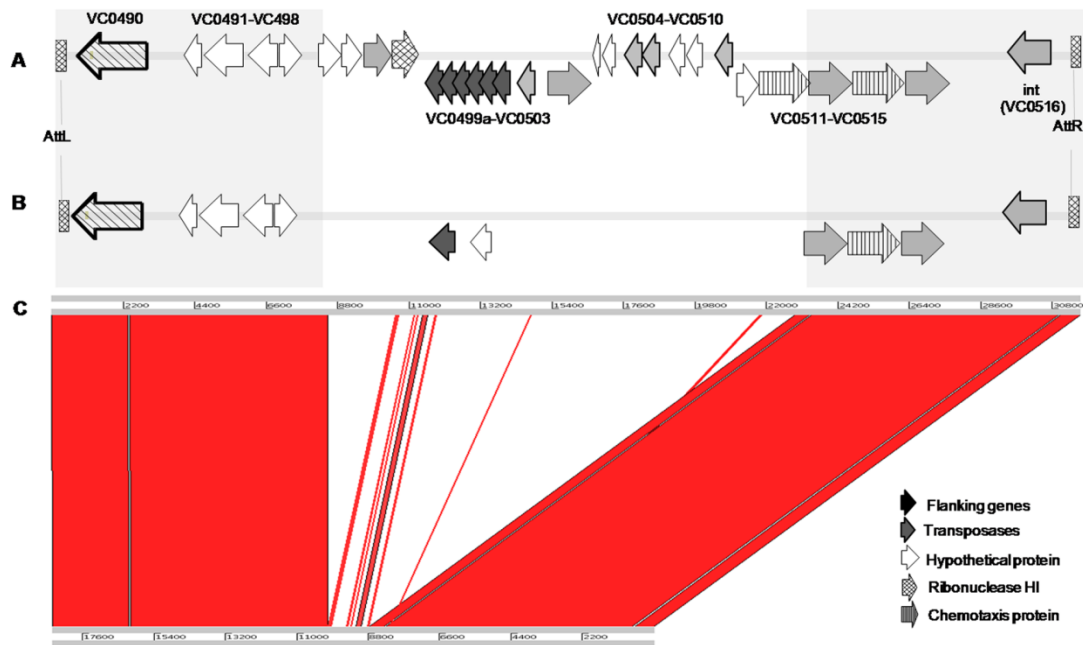 VC0490 VC0491-VC498 VC0504-VC0510
A
VC0499a-VC0503 VC0511-VC0515 int
(VC0516)
AttL AttR
B
C 2200 4400 6600 8800 11000 13200 15400 17600 19800 22000 24200 26400 28600 30800
Flanking genes
Transposases
Hypothetical protein
Ribonuclease HI
Chemotaxis protein
17600 15400 13200 11000 8800 6600 4400 2200